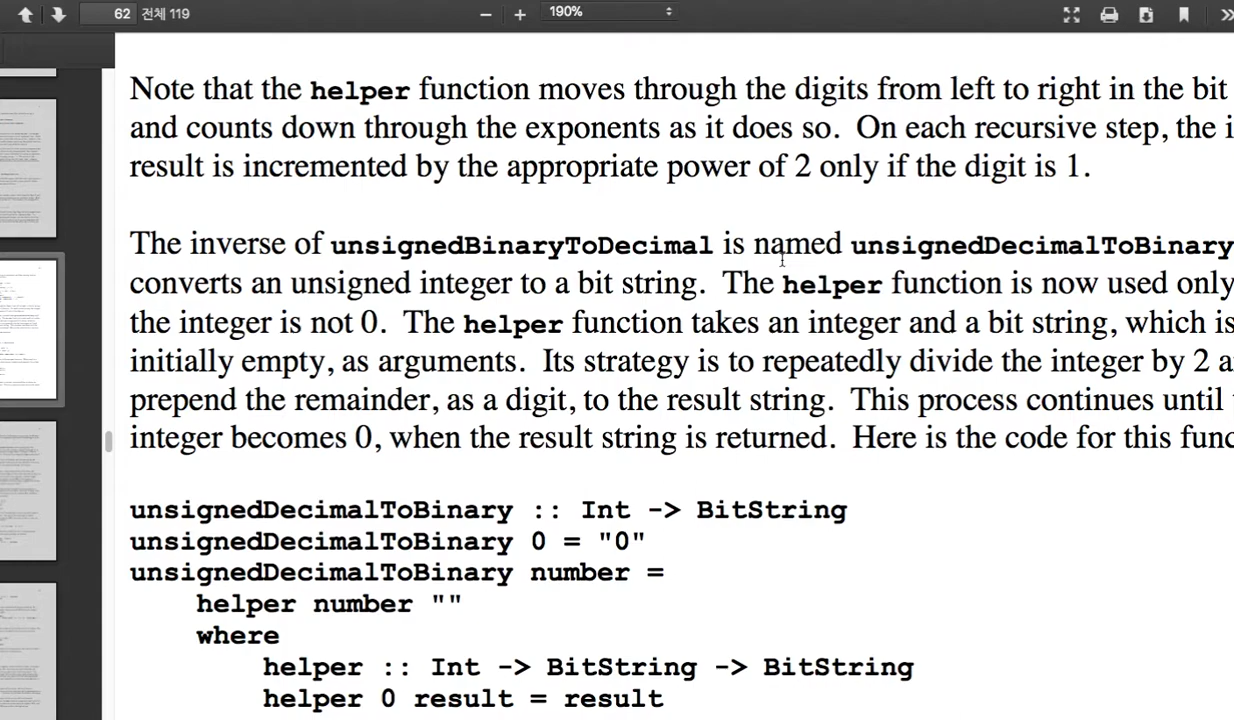 62 전체 119
190%
Note that the helper function moves through the digits from left to right in the bit
and counts down through the exponents as it does so. On each recursive step, the i
result is incremented by the appropriate power of 2 only if the digit is 1.
The inverse of unsignedBinaryToDecimal is named unsignedDecimalToBinary
converts an unsigned integer to a bit string. The helper function is now used only
the integer is not 0. The helper function takes an integer and a bit string, which is
initially empty, as arguments. Its strategy is to repeatedly divide the integer by 2 a
prepend the remainder, as a digit, to the result string. This process continues until
integer becomes 0, when the result string is returned. Here is the code for this func
unsignedDecimalToBinary :: Int -> BitString
unsignedDecimalToBinary 0 = "0"
unsignedDecimalToBinary number =
helper number ""
where
helper :: Int -> BitString -> BitString
helper 0 result = result